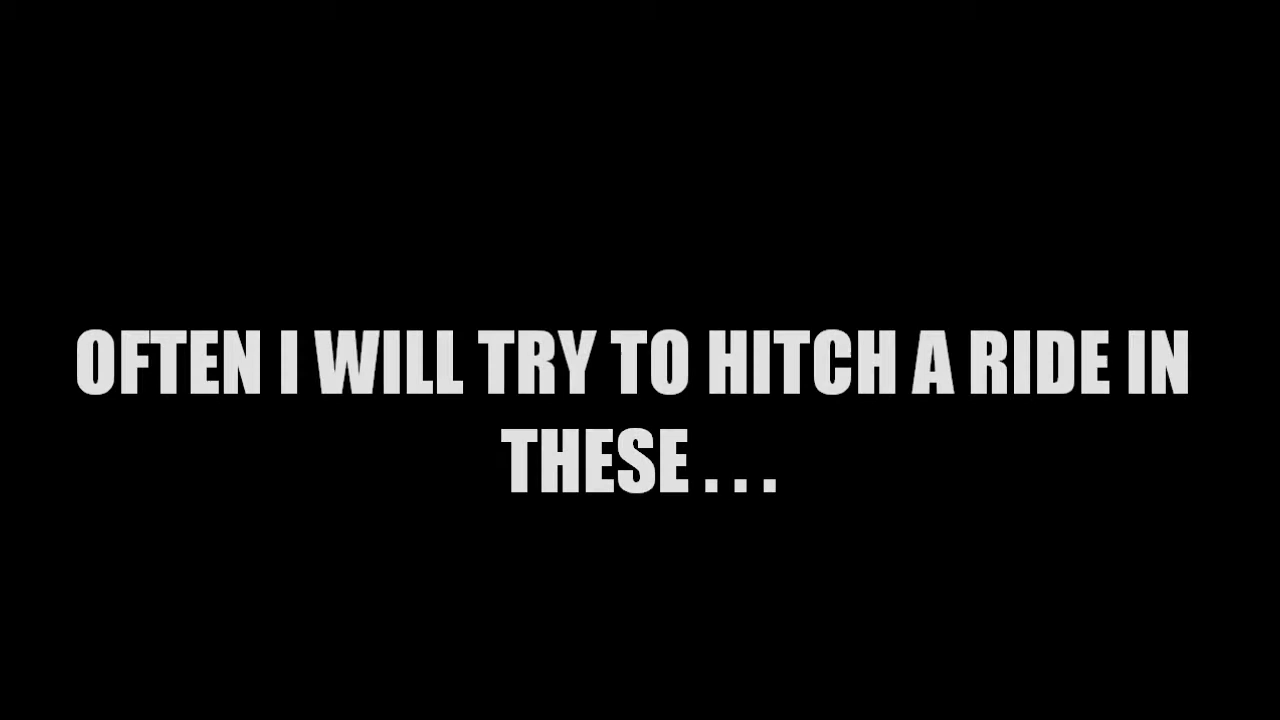 OFTEN I WILL TRY TO HITCH A RIDE IN
THESE . . .